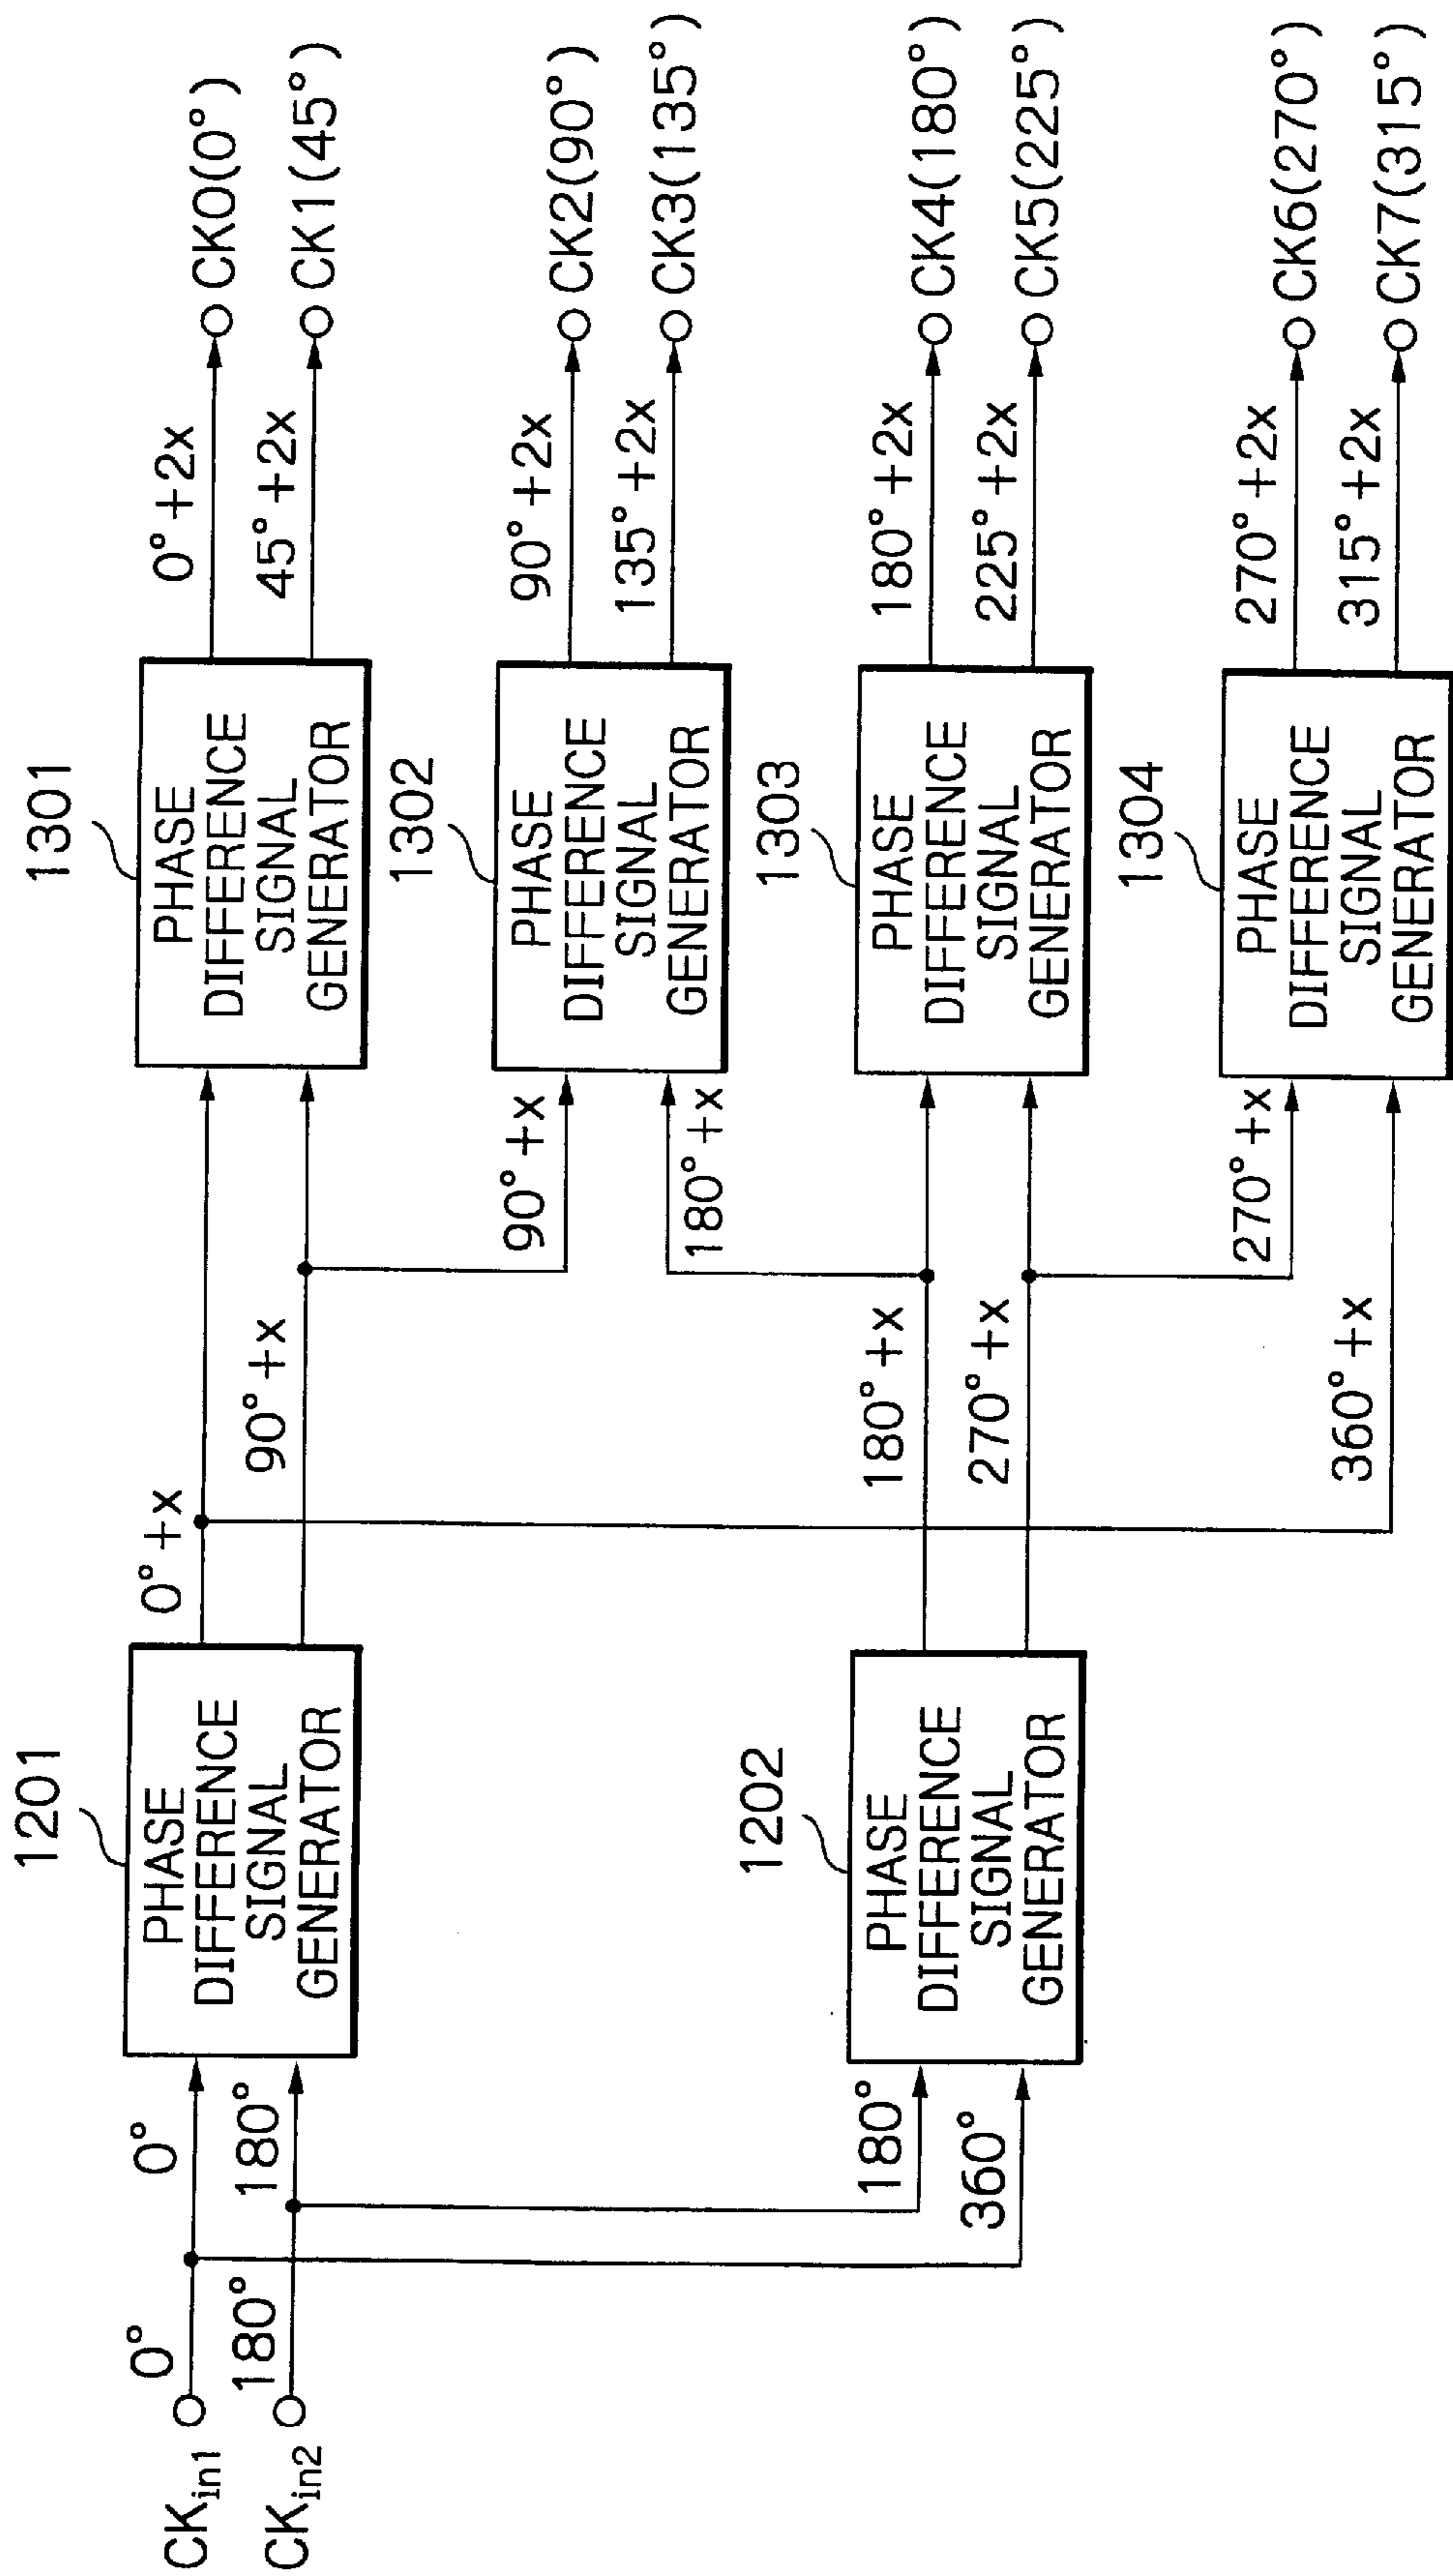 CKin1
CKin2
0°
180°
0°
180°
180°
360°
1201
PHASE
DIFFERENCE
SIGNAL
GENERATOR
1202
PHASE
DIFFERENCE
SIGNAL
GENERATOR
0°+x
90°+x
180°+x
270°+x
360°+x
90°+x
180°+x
270°+x
1301
PHASE
DIFFERENCE
SIGNAL
GENERATOR
1302
PHASE
DIFFERENCE
SIGNAL
GENERATOR
1303
PHASE
DIFFERENCE
SIGNAL
GENERATOR
1304
PHASE
DIFFERENCE
SIGNAL
GENERATOR
0°+2x
45°+2x
90°+2x
135°+2x
180°+2x
225°+2x
270°+2x
315°+2x
CK0(0°)
CK1(45°)
CK2(90°)
CK3(135°)
CK4(180°)
CK5(225°)
CK6(270°)
CK7(315°)